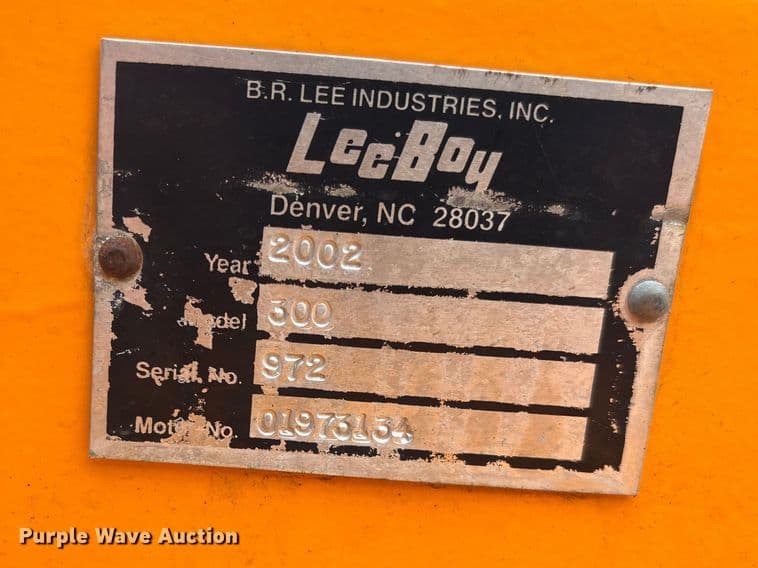 B.R. LEE INDUSTRIES, INC.
LeeBoy
Denver, NC 28037
Year 2002
Model 300
Serial No. 972
Motor No. 01973134
Purple Wave Auction